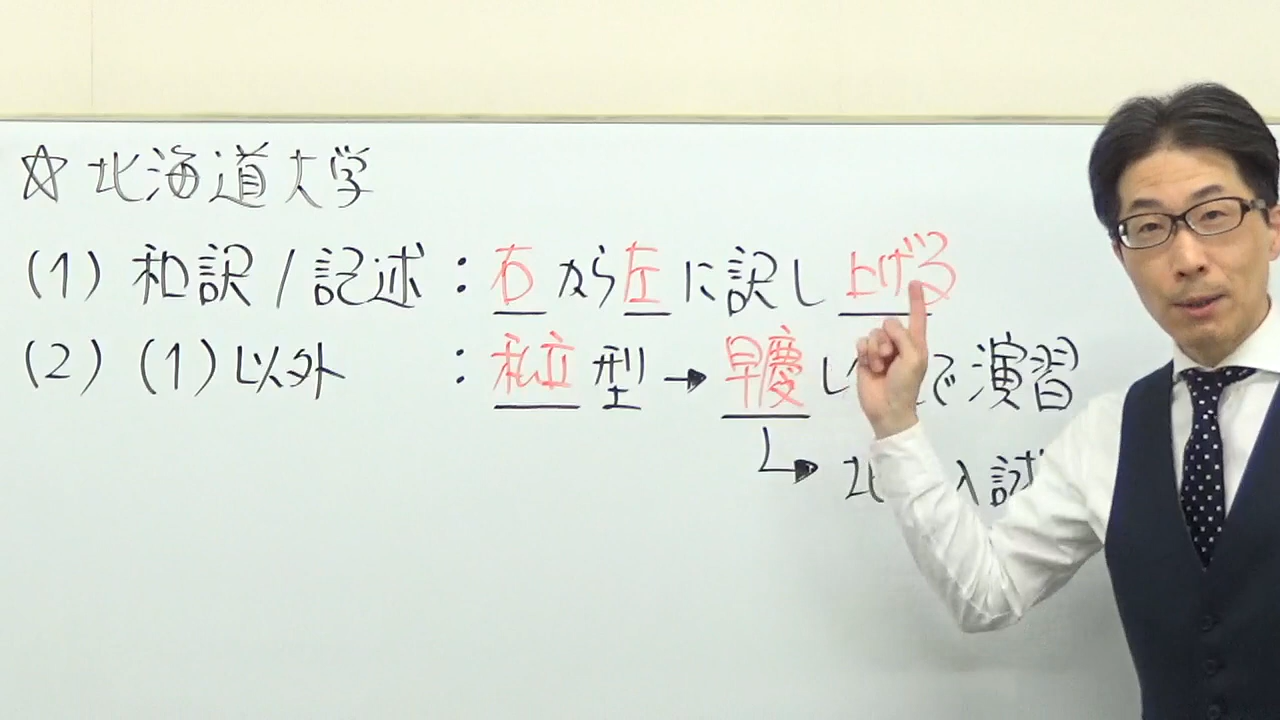 ☆北海道大学
(1) 和訳/記述:右から左に訳し上げる
(2) (1)以外:私立型→早慶レ で演習
→北 入試